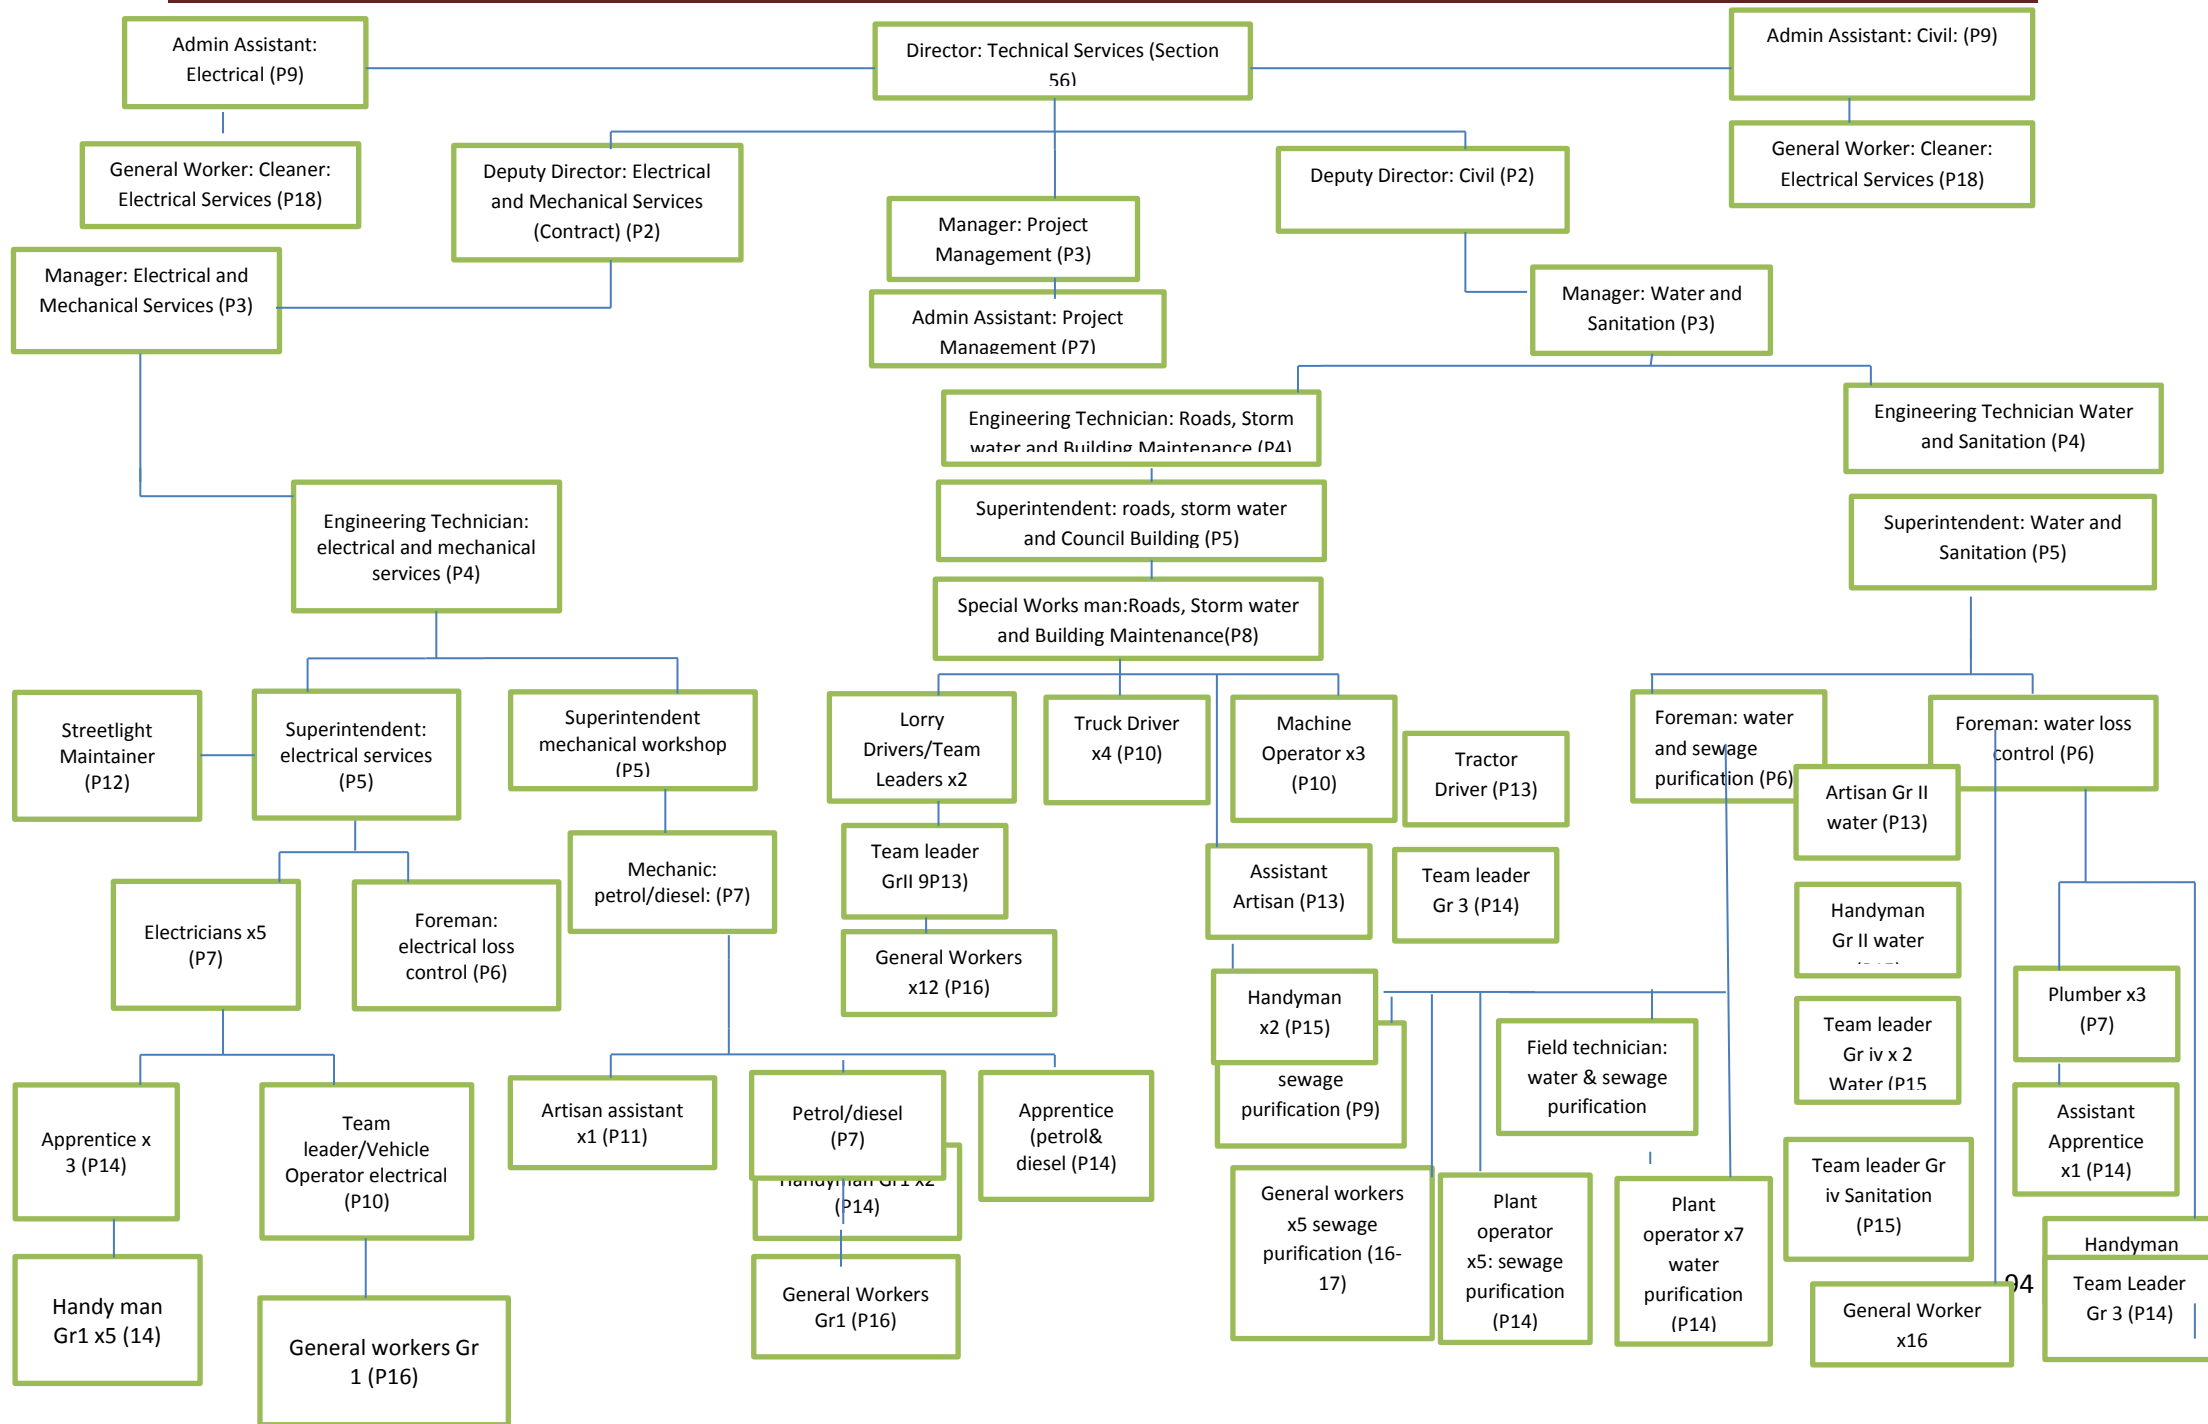 Admin Assistant:
Electrical (P9)
Director: Technical Services (Section
56)
Admin Assistant: Civil: (P9)
General Worker: Cleaner:
Electrical Services (P18)
Deputy Director: Electrical
and Mechanical Services
(Contract) (P2)
Manager: Project
Management (P3)
Deputy Director: Civil (P2)
General Worker: Cleaner:
Electrical Services (P18)
Manager: Electrical and
Mechanical Services (P3)
Admin Assistant: Project
Management (P7)
Manager: Water and
Sanitation (P3)
Engineering Technician: Roads, Storm
water and Building Maintenance (P4)
Engineering Technician Water
and Sanitation (P4)
Engineering Technician:
electrical and mechanical
services (P4)
Superintendent: roads, storm water
and Council Building (P5)
Superintendent: Water and
Sanitation (P5)
Special Works man:Roads, Storm water
and Building Maintenance(P8)
Streetlight
Maintainer
(P12)
Superintendent:
electrical services
(P5)
Superintendent
mechanical workshop
(P5)
Lorry
Drivers/Team
Leaders x2
Truck Driver
x4 (P10)
Machine
Operator x3
(P10)
Tractor
Driver (P13)
Foreman: water
and sewage
purification (P6)
Foreman: water loss
control (P6)
Artisan Gr II
water (P13)
Electricians x5
(P7)
Foreman:
electrical loss
control (P6)
Mechanic:
petrol/diesel: (P7)
Team leader
GrII 9P13)
General Workers
x12 (P16)
Assistant
Artisan (P13)
Team leader
Gr 3 (P14)
Handyman
Gr II water
Handyman
x2 (P15)
sewage
purification (P9)
Field technician:
water & sewage
purification
Team leader
Gr iv x 2
Water (P15
Plumber x3
(P7)
Apprentice x
3 (P14)
Team
leader/Vehicle
Operator electrical
(P10)
Artisan assistant
x1 (P11)
Petrol/diesel
(P7)
Handyman Gr1 x2
(P14)
Apprentice
(petrol&
diesel (P14)
Assistant
Apprentice
x1 (P14)
General workers
x5 sewage
purification (16-
17)
Plant
operator
x5: sewage
purification
(P14)
Plant
operator x7
water
purification
(P14)
Team leader Gr
iv Sanitation
(P15)
Handyman
Team Leader
Gr 3 (P14)
Handy man
Gr1 x5 (14)
General workers Gr
1 (P16)
General Workers
Gr1 (P16)
General Worker
x16
94